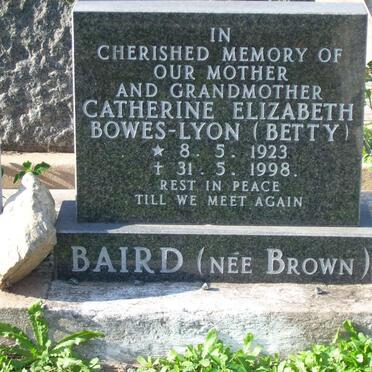 IN
CHERISHED MEMORY OF
OUR MOTHER
AND GRANDMOTHER
CATHERINE ELIZABETH
BOWES-LYON (BETTY)
★ 8. 5. 1923
✝ 31. 5. 1998.
REST IN PEACE
TILL WE MEET AGAIN
BAIRD (NÉE BROWN)